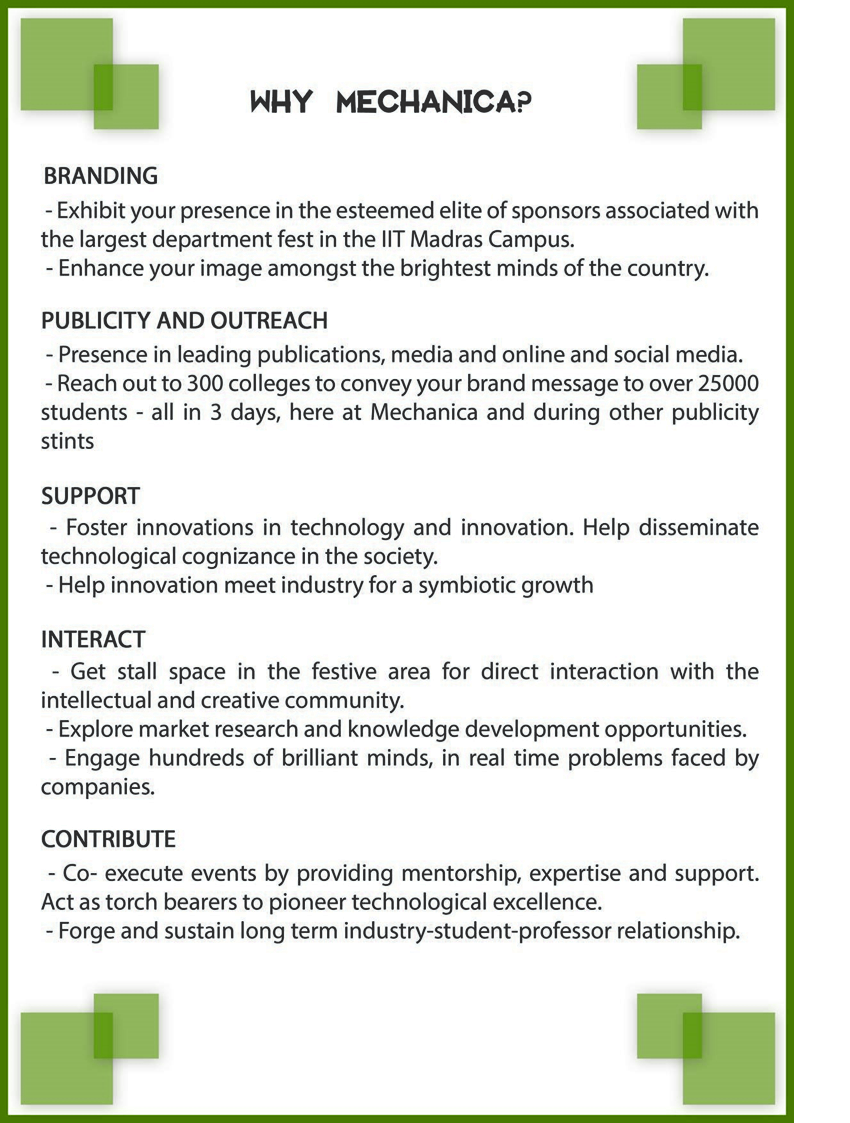 WHY MECHANICA?
BRANDING
- Exhibit your presence in the esteemed elite of sponsors associated with
the largest department fest in the IIT Madras Campus.
- Enhance your image amongst the brightest minds of the country.
PUBLICITY AND OUTREACH
- Presence in leading publications, media and online and social media.
- Reach out to 300 colleges to convey your brand message to over 25000
students - all in 3 days, here at Mechanica and during other publicity
stints
SUPPORT
- Foster innovations in technology and innovation. Help disseminate
technological cognizance in the society.
- Help innovation meet industry for a symbiotic growth
INTERACT
- Get stall space in the festive area for direct interaction with the
intellectual and creative community.
- Explore market research and knowledge development opportunities.
- Engage hundreds of brilliant minds, in real time problems faced by
companies.
CONTRIBUTE
- Co- execute events by providing mentorship, expertise and support.
Act as torch bearers to pioneer technological excellence.
- Forge and sustain long term industry-student-professor relationship.